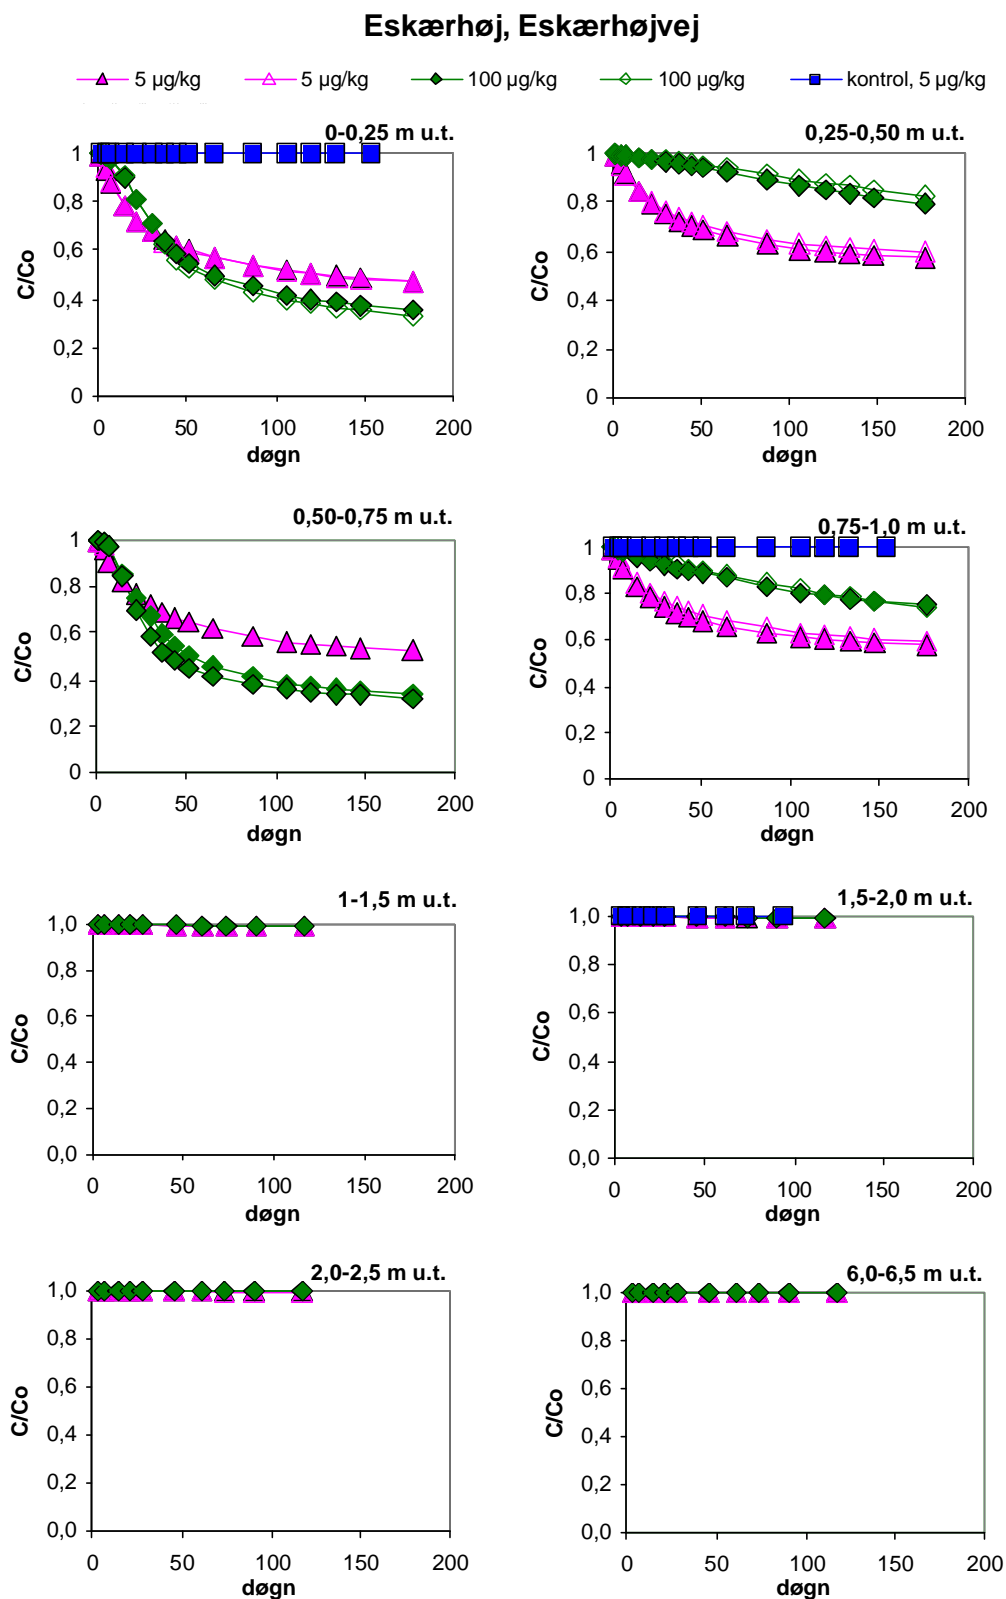 Eskærhøj, Eskærhøjvej
5 µg/kg 5 µg/kg 100 µg/kg 100 µg/kg kontrol, 5 µg/kg
0-0,25 m u.t.
1
0,8
0,6
0,4
0,2
0
C/Co
0 50 100 150 200
døgn
0,25-0,50 m u.t.
1
0,8
0,6
0,4
0,2
0
C/Co
0 50 100 150 200
døgn
0,50-0,75 m u.t.
1
0,8
0,6
0,4
0,2
0
C/Co
0 50 100 150 200
døgn
0,75-1,0 m u.t.
1
0,8
0,6
0,4
0,2
0
C/Co
0 50 100 150 200
døgn
1-1,5 m u.t.
1,0
0,8
0,6
0,4
0,2
0,0
C/Co
0 50 100 150 200
døgn
1,5-2,0 m u.t.
1,0
0,8
0,6
0,4
0,2
0,0
C/Co
0 50 100 150 200
døgn
2,0-2,5 m u.t.
1,0
0,8
0,6
0,4
0,2
0,0
C/Co
0 50 100 150 200
døgn
6,0-6,5 m u.t.
1,0
0,8
0,6
0,4
0,2
0,0
C/Co
0 50 100 150 200
døgn